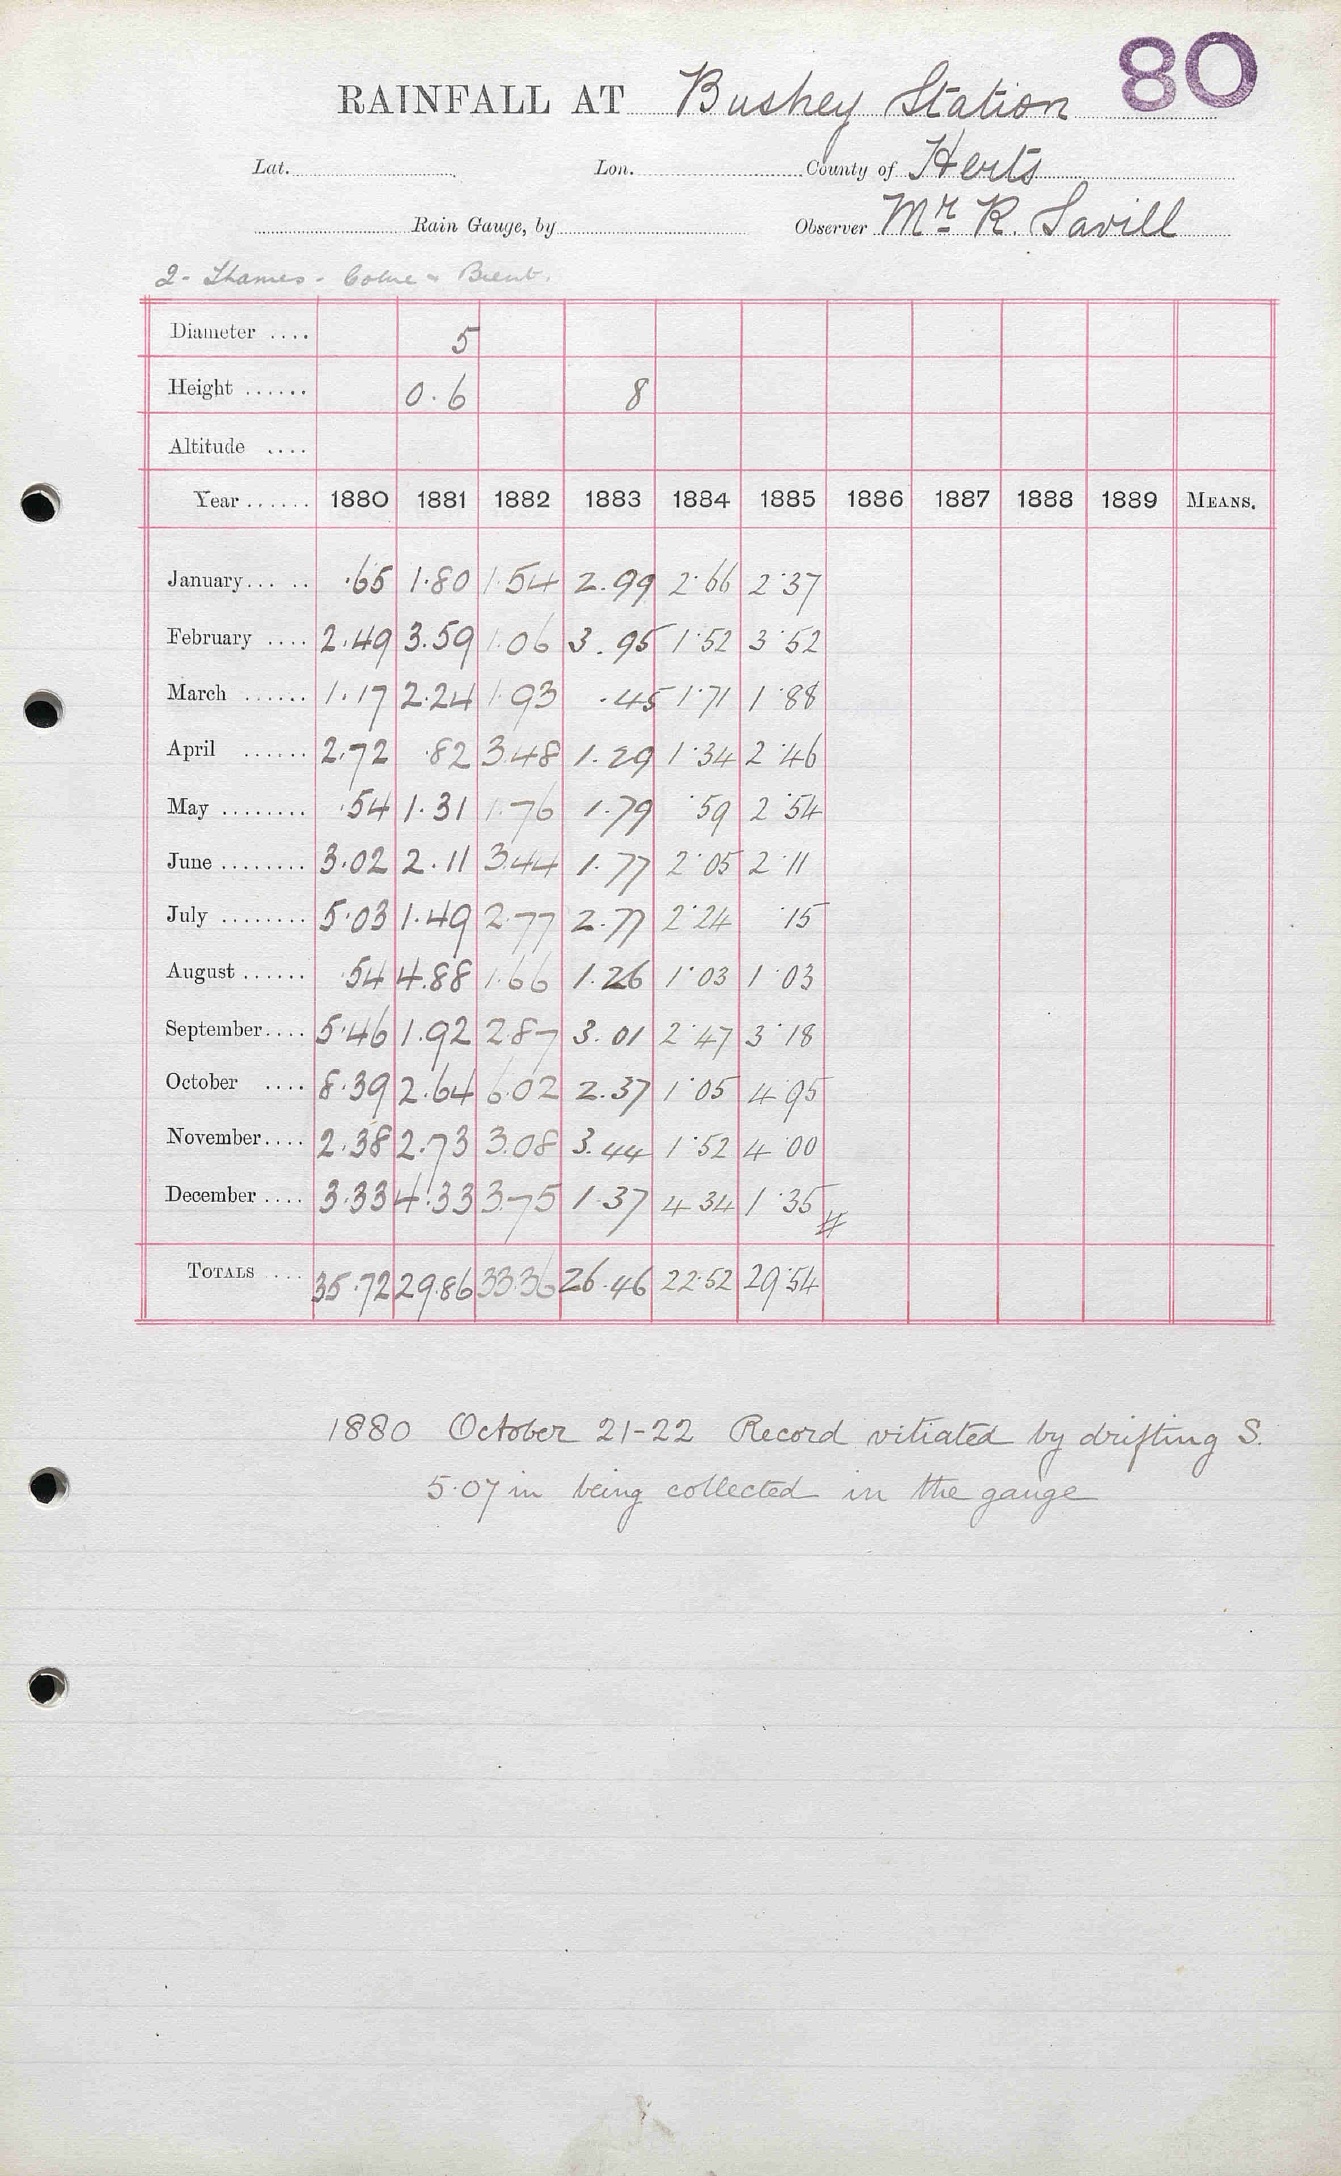 80
RAINFALL AT Bushey Station
Lat. Lon. County of Herts
Rain Gauge, by Observer Mr R. Savill
2 - Thames - Colne & Brent.
Diameter .... 5
Height ...... 0.6 8
Altitude ....
Year ...... 1880 1881 1882 1883 1884 1885 1886 1887 1888 1889 MEANS.
January ... .. .65 1.80 1.54 2.99 2.66 2.37
February .... 2.49 3.59 1.06 3.95 1.52 3.52
March ...... 1.17 2.24 1.93 .45 1.71 1.88
April ...... 2.72 .82 3.48 1.29 1.34 2.46
May ........ .54 1.31 1.76 1.79 .59 2.54
June ........ 3.02 2.11 3.44 1.77 2.05 2.11
July ........ 5.03 1.49 2.77 2.77 2.24 .15
August ...... .54 4.88 1.66 1.26 1.03 1.03
September .... 5.46 1.92 2.87 3.01 2.47 3.18
October .... 8.39 2.64 6.02 2.37 1.05 4.95
November .... 2.38 2.73 3.08 3.44 1.52 4.00
December .... 3.33 4.33 3.75 1.37 4.34 1.35 #
TOTALS .... 35.72 29.86 33.36 26.46 22.52 29.54
1880 October 21-22 Record vitiated by drifting S.
5.07 in being collected in the gauge